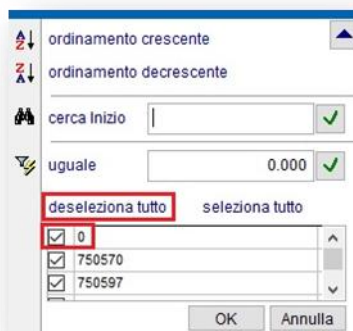 A
Z
ordinamento crescente
Z
A
ordinamento decrescente
cerca Inizio
uguale 0.000
deseleziona tutto seleziona tutto
0
750570
750597
OK Annulla